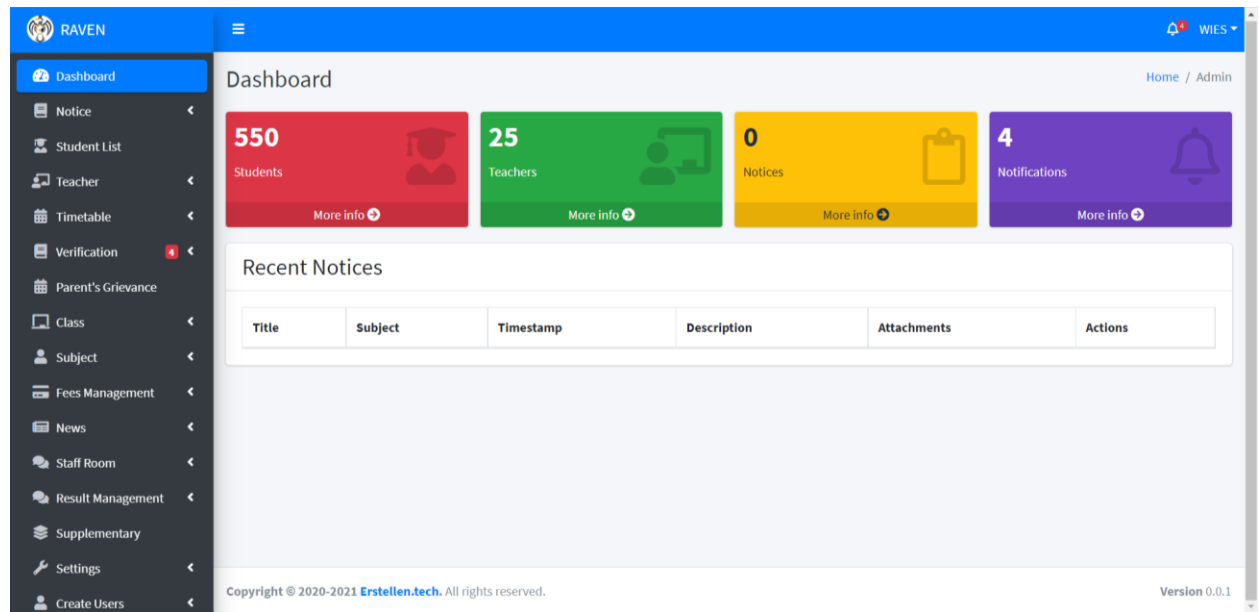 RAVEN
4
WIES
Dashboard
Notice
Student List
Teacher
Timetable
Verification 4
Parent's Grievance
Class
Subject
Fees Management
News
Staff Room
Result Management
Supplementary
Settings
Create Users
Dashboard
Home / Admin
550
Students
More info
25
Teachers
More info
0
Notices
More info
4
Notifications
More info
Recent Notices
Title Subject Timestamp Description Attachments Actions
Copyright © 2020-2021 Erstellen.tech. All rights reserved.
Version 0.0.1